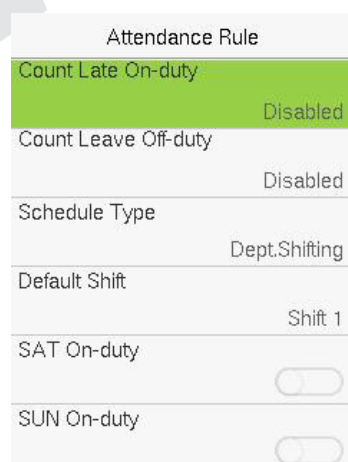 Attendance Rule
Count Late On-duty
Disabled
Count Leave Off-duty
Disabled
Schedule Type
Dept.Shifting
Default Shift
Shift 1
SAT On-duty
SUN On-duty